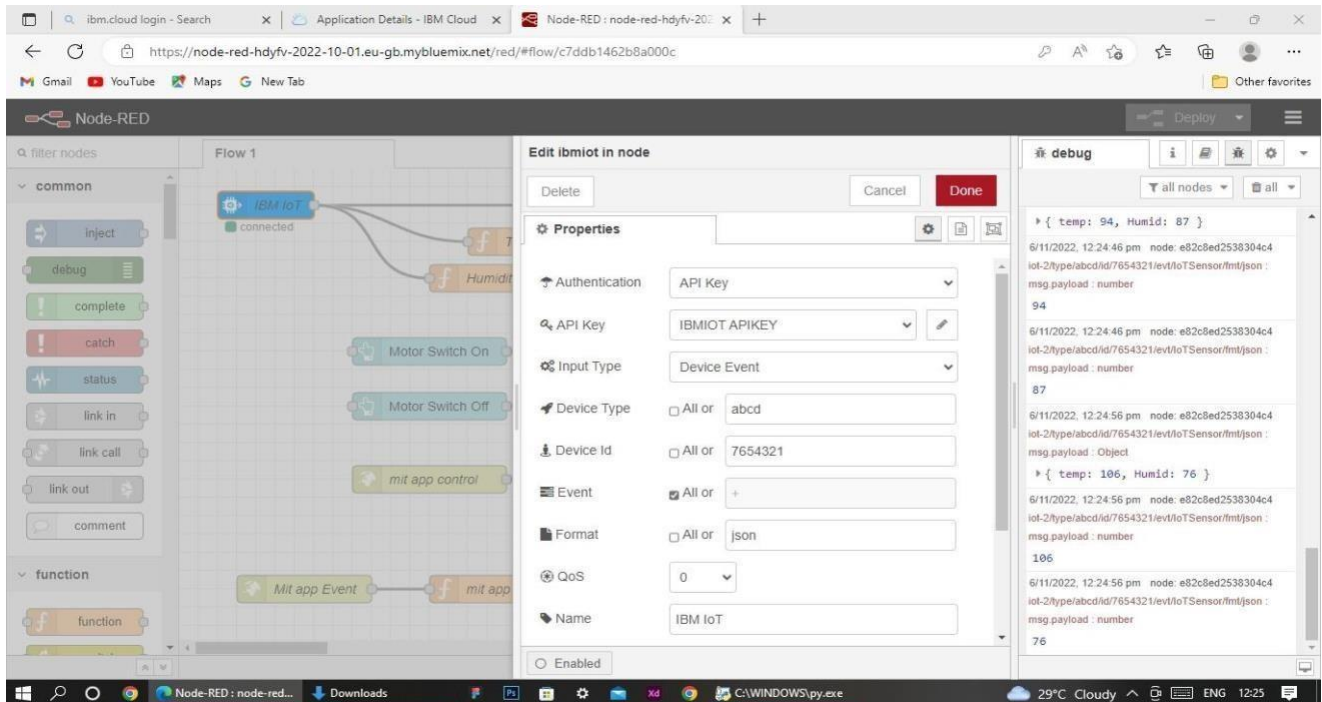 ibm.cloud login - Search
Application Details - IBM Cloud
Node-RED : node-red-hdyfv-202
https://node-red-hdyfv-2022-10-01.eu-gb.mybluemix.net/red/#flow/c7ddb1462b8a000c
Gmail YouTube Maps New Tab
Other favorites
Node-RED
Deploy
filter nodes
common
inject
debug
complete
catch
status
link in
link call
link out
comment
function
function
Flow 1
IBM IoT
connected
T
Humidit
Motor Switch On
Motor Switch Off
mit app control
Mit app Event
mit app
Edit ibmiot in node
Delete Cancel Done
Properties
Authentication API Key
API Key IBMIOT APIKEY
Input Type Device Event
Device Type All or abcd
Device Id All or 7654321
Event All or +
Format All or json
QoS 0
Name IBM IoT
Enabled
debug
all nodes all
{ temp: 94, Humid: 87 }
6/11/2022, 12:24:46 pm node: e82c8ed2538304c4
iot-2/type/abcd/id/7654321/evt/IoTSensor/fmt/json :
msg.payload : number
94
6/11/2022, 12:24:46 pm node: e82c8ed2538304c4
iot-2/type/abcd/id/7654321/evt/IoTSensor/fmt/json :
msg.payload : number
87
6/11/2022, 12:24:56 pm node: e82c8ed2538304c4
iot-2/type/abcd/id/7654321/evt/IoTSensor/fmt/json :
msg.payload : Object
{ temp: 106, Humid: 76 }
6/11/2022, 12:24:56 pm node: e82c8ed2538304c4
iot-2/type/abcd/id/7654321/evt/IoTSensor/fmt/json :
msg.payload : number
106
6/11/2022, 12:24:56 pm node: e82c8ed2538304c4
iot-2/type/abcd/id/7654321/evt/IoTSensor/fmt/json :
msg.payload : number
76
Node-RED : node-red... Downloads Ps Xd C:\WINDOWS\py.exe 29°C Cloudy ENG 12:25